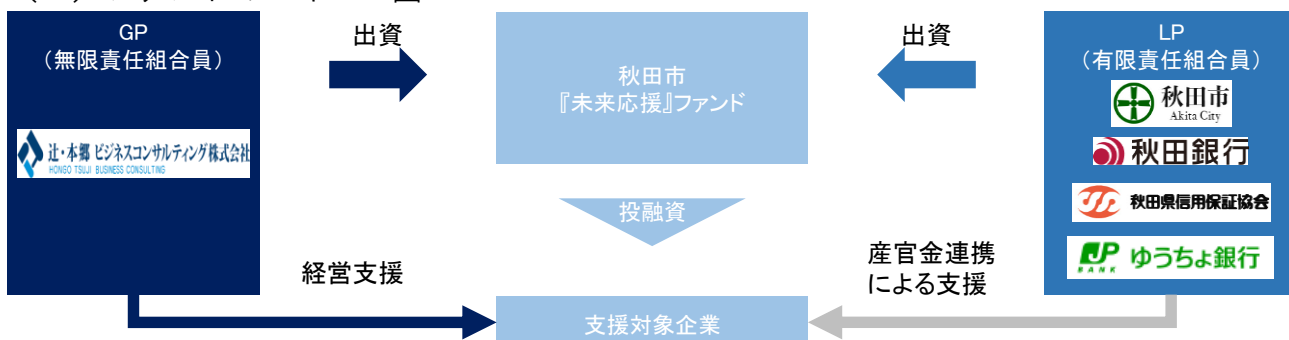 GP
（無限責任組合員）
辻・本郷 ビジネスコンサルティング株式会社
HONGO TSUJI BUSINESS CONSULTING
出資
秋田市
『未来応援』ファンド
出資
LP
（有限責任組合員）
秋田市
Akita City
秋田銀行
秋田県信用保証協会
JP
BANK
ゆうちょ銀行
投融資
経営支援
産官金連携
による支援
支援対象企業